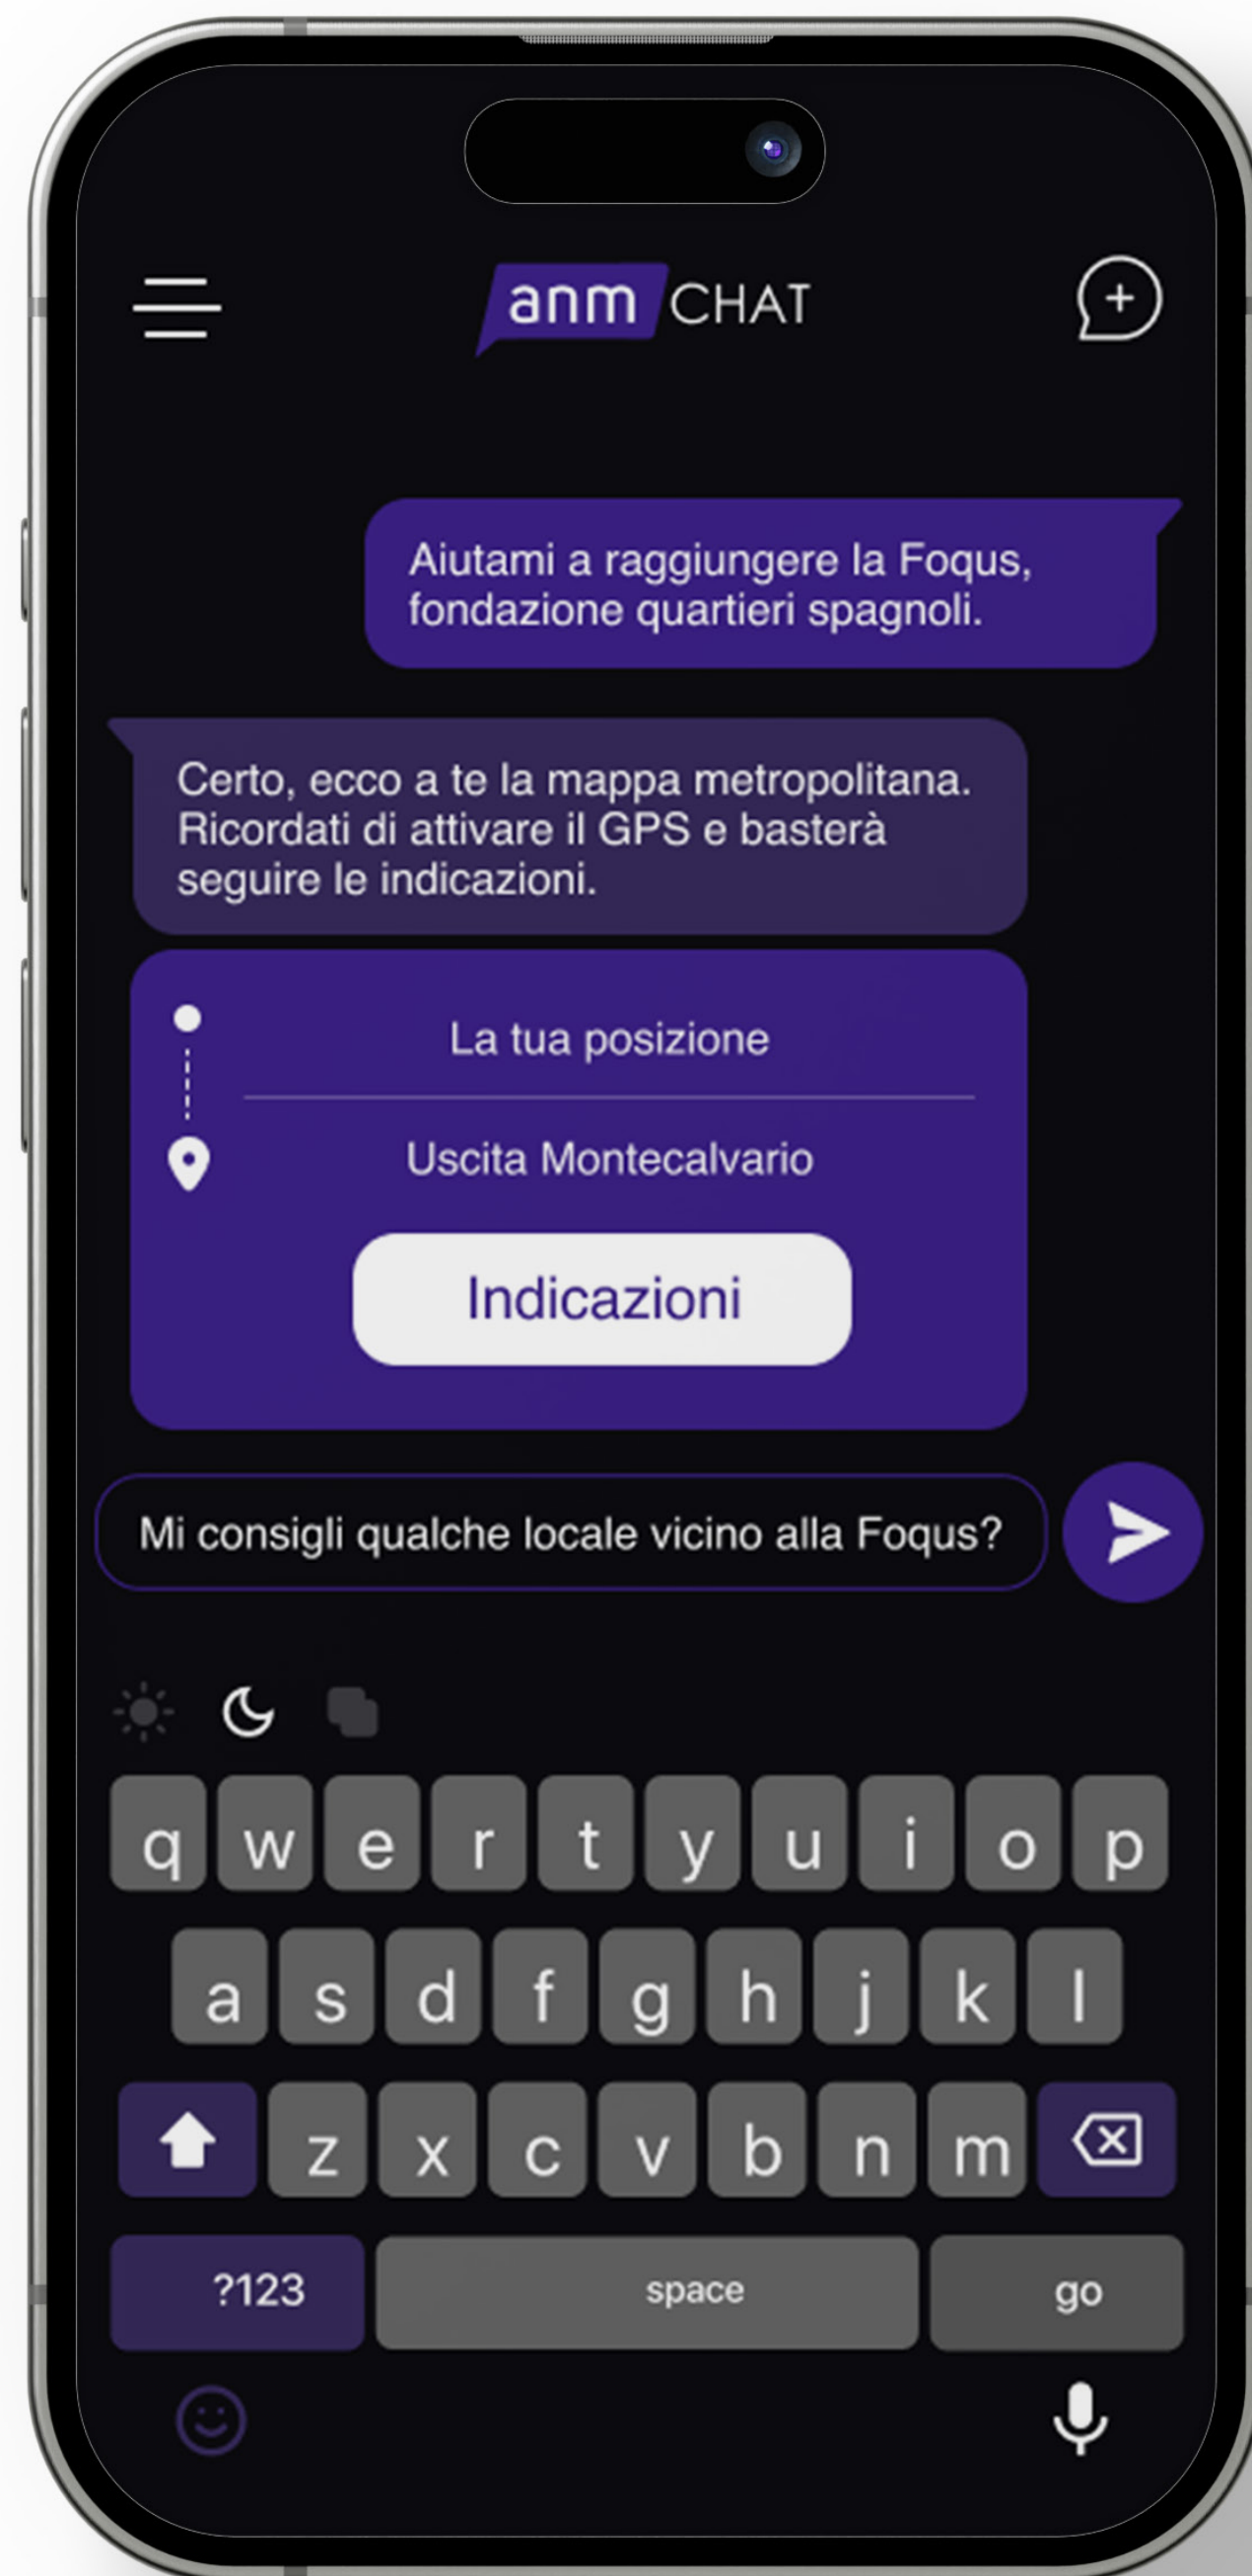 anm CHAT
Aiutami a raggiungere la Foqus,
fondazione quartieri spagnoli.
Certo, ecco a te la mappa metropolitana.
Ricordati di attivare il GPS e basterà
seguire le indicazioni.
La tua posizione
Uscita Montecalvario
Indicazioni
Mi consigli qualche locale vicino alla Foqus?
q w e r t y u i o p
a s d f g h j k l
z x c v b n m
?123 space go